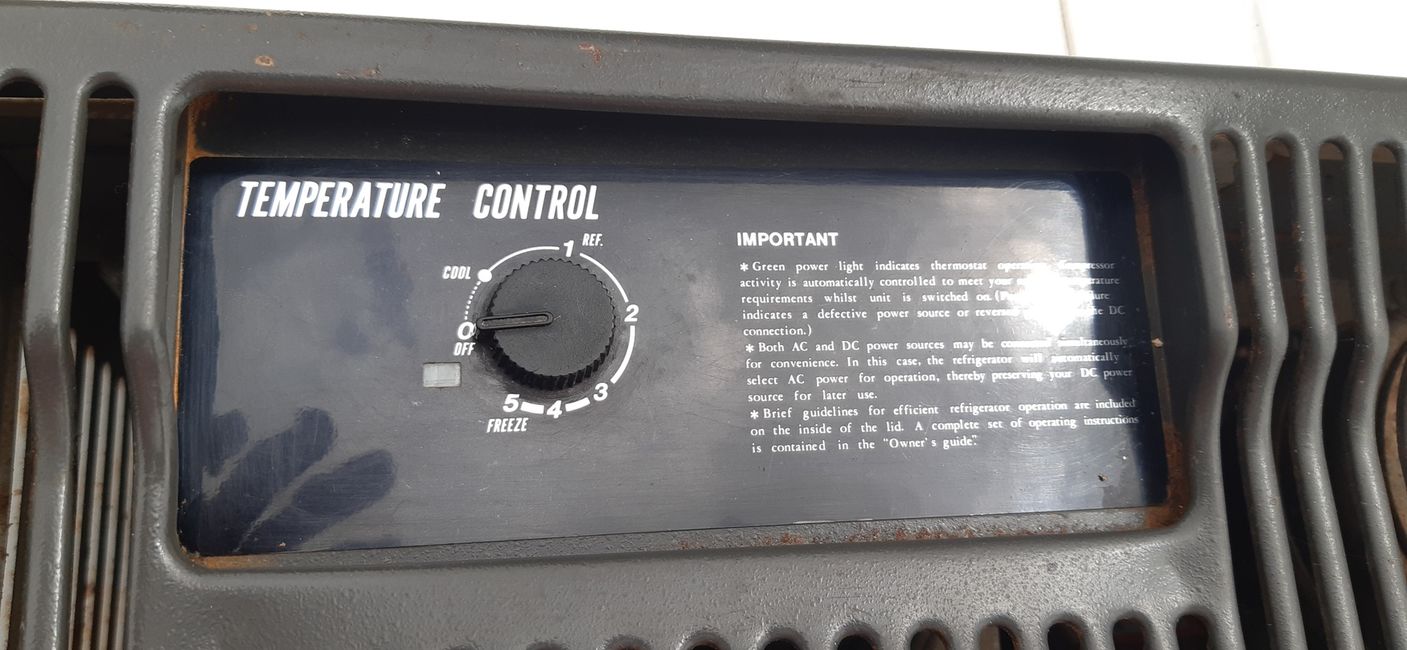 TEMPERATURE CONTROL
1 REF.
COOL
2
O
OFF
3
4
5
FREEZE
IMPORTANT
* Green power light indicates thermostat
activity is automatically controlled to meet your
requirements whilst unit is switched on.
indicates a defective power source or DC
connection.)
* Both AC and DC power sources may be simultaneously
for convenience. In this case, the refrigerator will automatically
select AC power for operation, thereby preserving your DC power
source for later use.
* Brief guidelines for efficient refrigerator operation are included
on the inside of the lid. A complete set of operating instructions
is contained in the "Owner's guide".